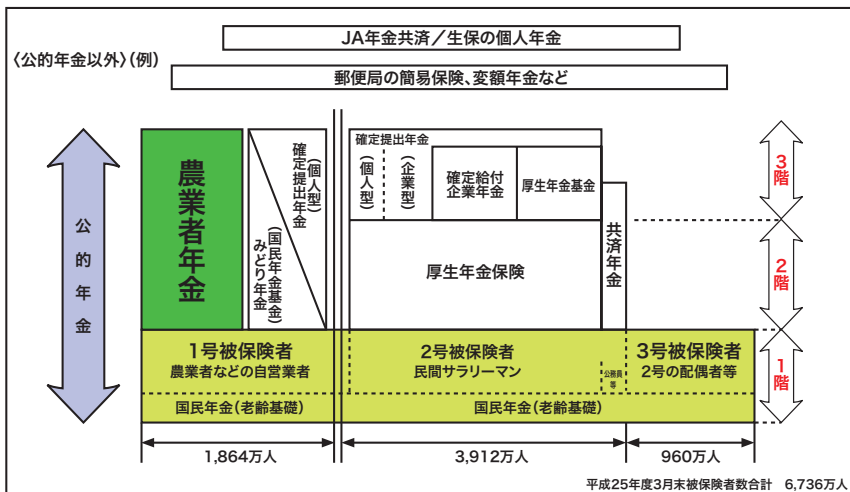 JA年金共済／生保の個人年金
〈公的年金以外〉(例)
郵便局の簡易保険、変額年金など
公的年金
農業者年金
(個人型)
確定提出年金
(国民年金基金)
みどり年金
確定提出年金
(個人型)
(企業型)
確定給付
企業年金
厚生年金基金
厚生年金保険
共済年金
3階
2階
1階
1号被保険者
農業者などの自営業者
2号被保険者
民間サラリーマン
公務員
等
3号被保険者
2号の配偶者等
国民年金(老齢基礎)
国民年金(老齢基礎)
1,864万人
3,912万人
960万人
平成25年度3月末被保険者数合計　6,736万人